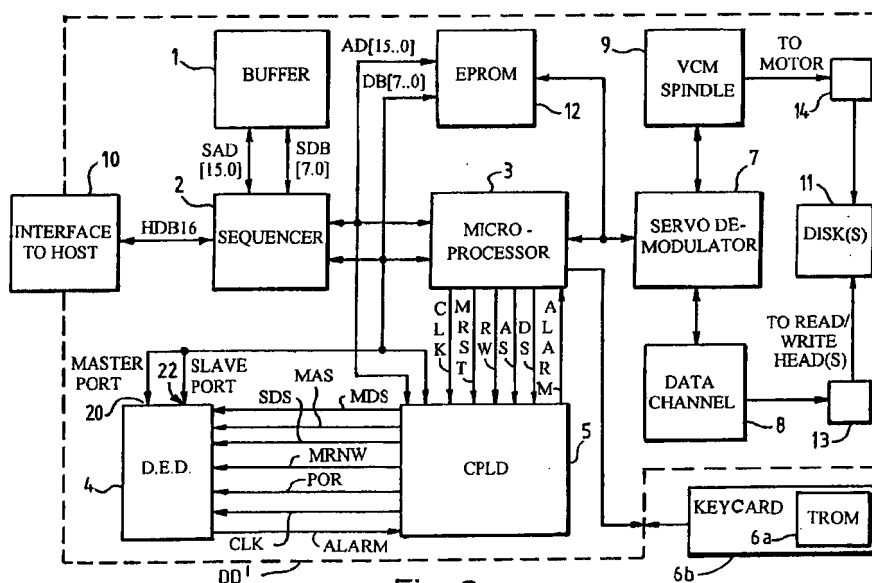 1
BUFFER
AD[15..0]
DB[7..0]
EPROM
12
9
VCM
SPINDLE
TO
MOTOR
14
SAD
[15.0]
SDB
[7.0]
10
INTERFACE
TO HOST
HDB16
2
SEQUENCER
3
MICRO-
PROCESSOR
7
SERVO DE-
MODULATOR
11
DISK(S)
CLK
MRST
RW
AS
DS
ALARM
TO READ/
WRITE
HEAD(S)
MASTER
PORT
SLAVE
PORT
22
20
SDS
MAS
MDS
DATA
CHANNEL
8
13
D.E.D.
4
MRNW
POR
CLK
ALARM
CPLD
5
KEYCARD
TROM
6a
6b
DD'